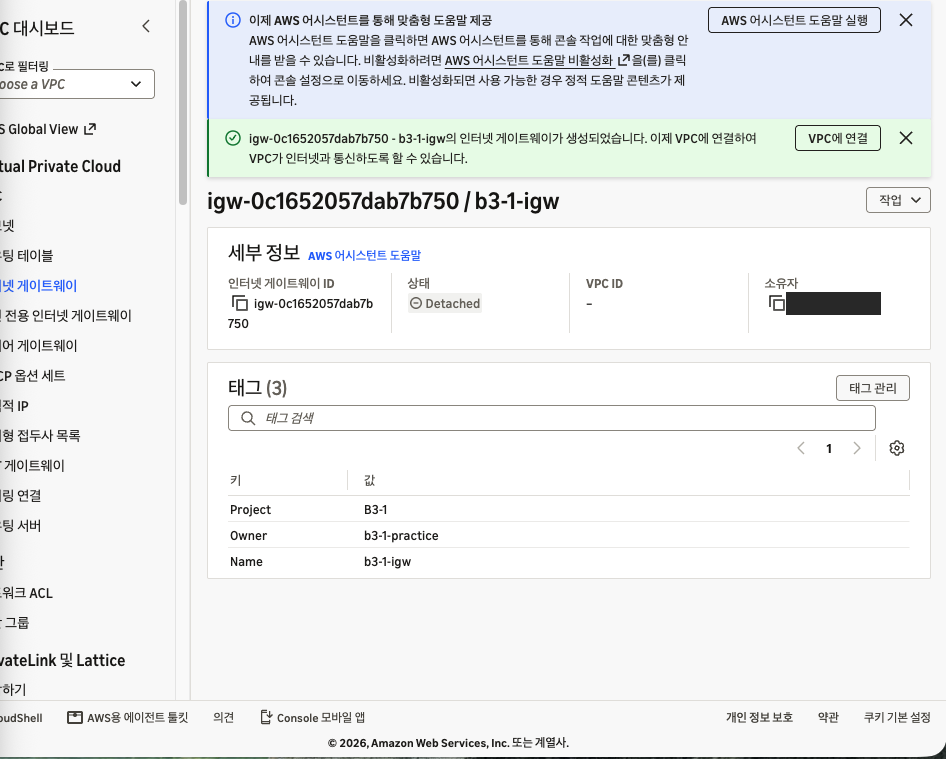 C 대시보드
C로 필터링
oose a VPC
S Global View
tual Private Cloud
C
넷
팅 테이블
넷 게이트웨이
전용 인터넷 게이트웨이
어 게이트웨이
CP 옵션 세트
적 IP
형 접두사 목록
게이트웨이
링 연결
팅 서버
워크 ACL
그룹
vateLink 및 Lattice
하기
이제 AWS 어시스턴트를 통해 맞춤형 도움말 제공
AWS 어시스턴트 도움말을 클릭하면 AWS 어시스턴트를 통해 콘솔 작업에 대한 맞춤형 안
내를 받을 수 있습니다. 비활성화하려면 AWS 어시스턴트 도움말 비활성화 을(를) 클릭
하여 콘솔 설정으로 이동하세요. 비활성화되면 사용 가능한 경우 정적 도움말 콘텐츠가 제
공됩니다.
AWS 어시스턴트 도움말 실행
igw-0c1652057dab7b750 - b3-1-igw의 인터넷 게이트웨이가 생성되었습니다. 이제 VPC에 연결하여
VPC가 인터넷과 통신하도록 할 수 있습니다.
VPC에 연결
igw-0c1652057dab7b750 / b3-1-igw
작업
세부 정보 AWS 어시스턴트 도움말
인터넷 게이트웨이 ID
igw-0c1652057dab7b
750
상태
Detached
VPC ID
–
소유자
태그 (3)
태그 관리
태그 검색
1
키 값
Project B3-1
Owner b3-1-practice
Name b3-1-igw
oudShell AWS용 에이전트 툴킷 의견 Console 모바일 앱 개인 정보 보호 약관 쿠키 기본 설정
© 2026, Amazon Web Services, Inc. 또는 계열사.